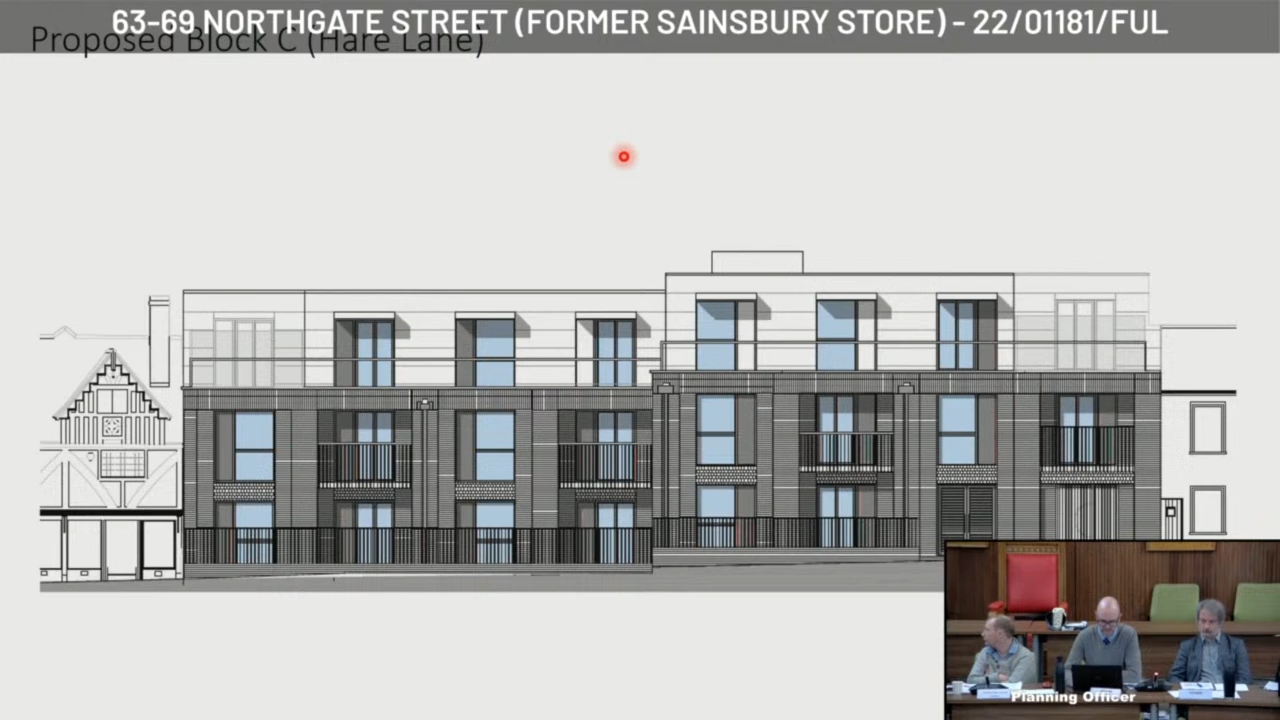 63-69 NORTHGATE STREET (FORMER SAINSBURY STORE) - 22/01181/FUL
Proposed Block C (Hare Lane)
Planning Officer